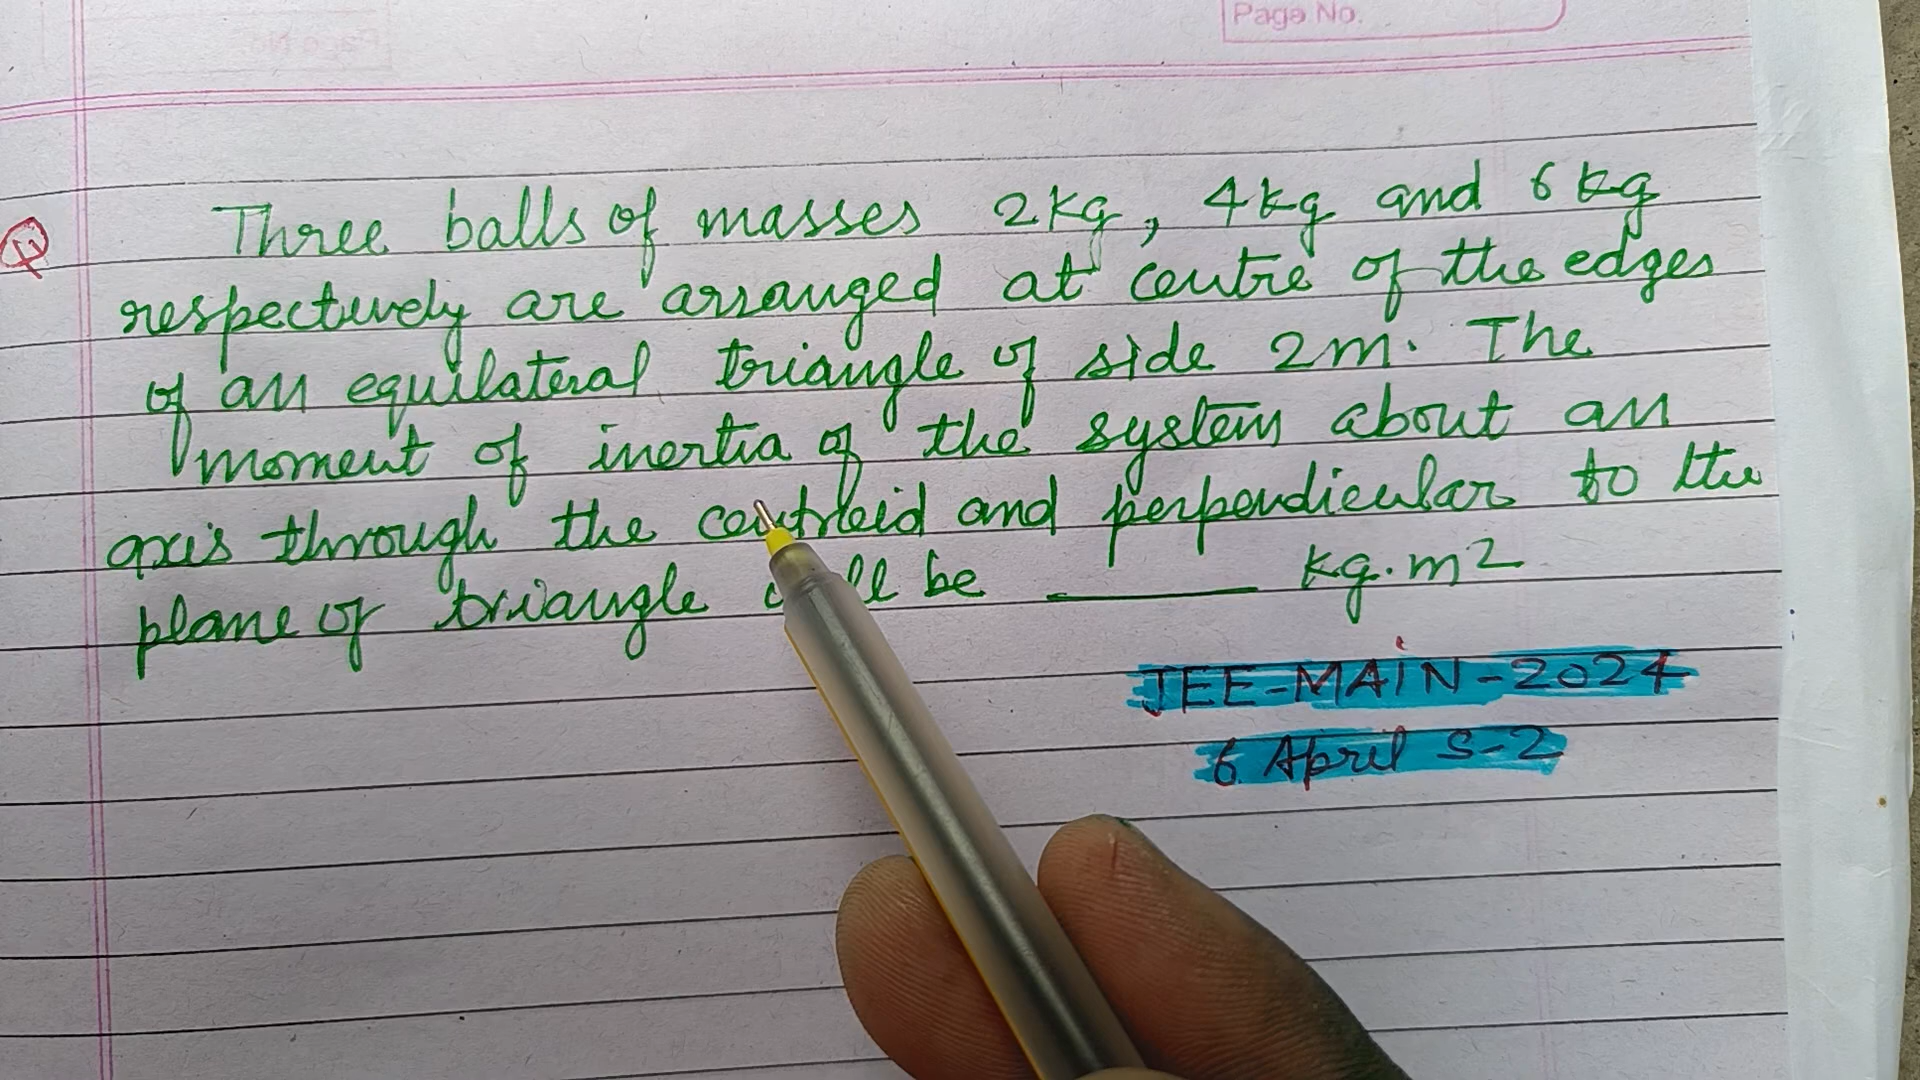 Page No.
Q Three balls of masses 2kg, 4kg and 6kg
respectively are arranged at centre of the edges
of an equilateral triangle of side 2m. The
moment of inertia of the system about an
axis through the centroid and perpendicular to the
plane of triangle be ______ kg.m2
JEE-MAIN-2024
6 April S-2